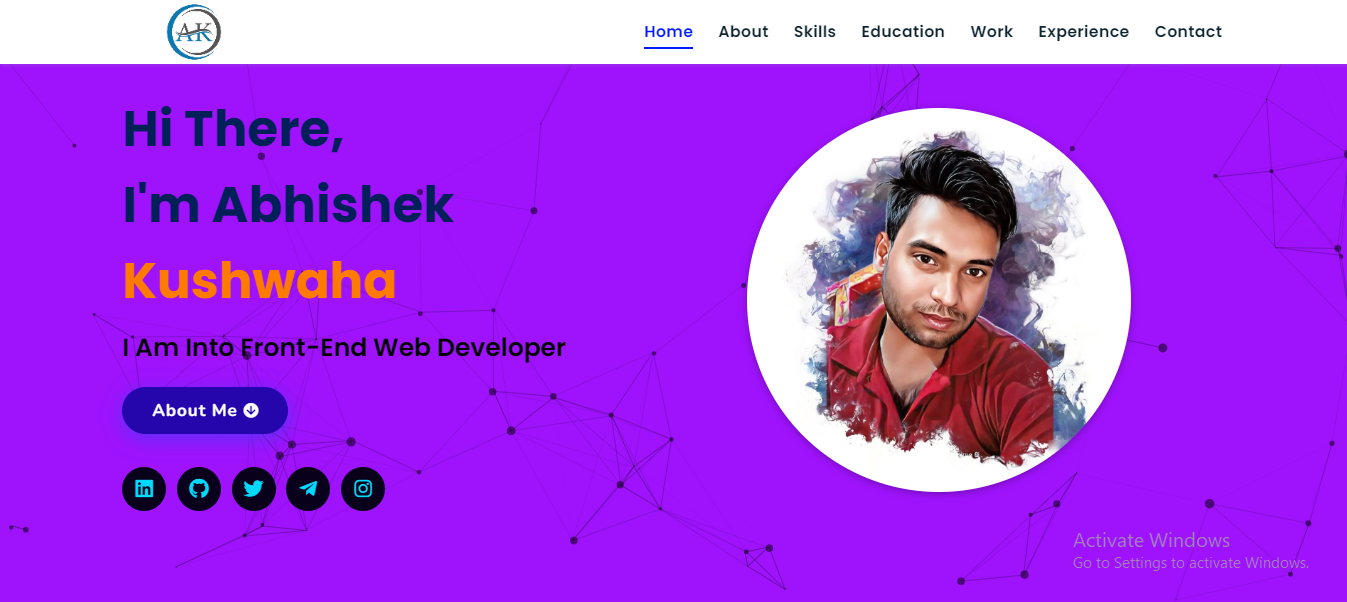 AK
Home About Skills Education Work Experience Contact
Hi There,
I'm Abhishek
Kushwaha
I Am Into Front-End Web Developer
About Me
Activate Windows
Go to Settings to activate Windows.